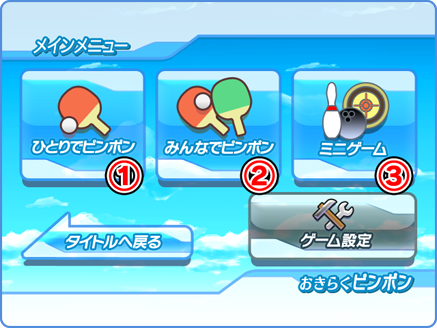 メインメニュー
ひとりでピンポン
みんなでピンポン
ミニゲーム
①
②
③
タイトルへ戻る
ゲーム設定
おきらくピンポン